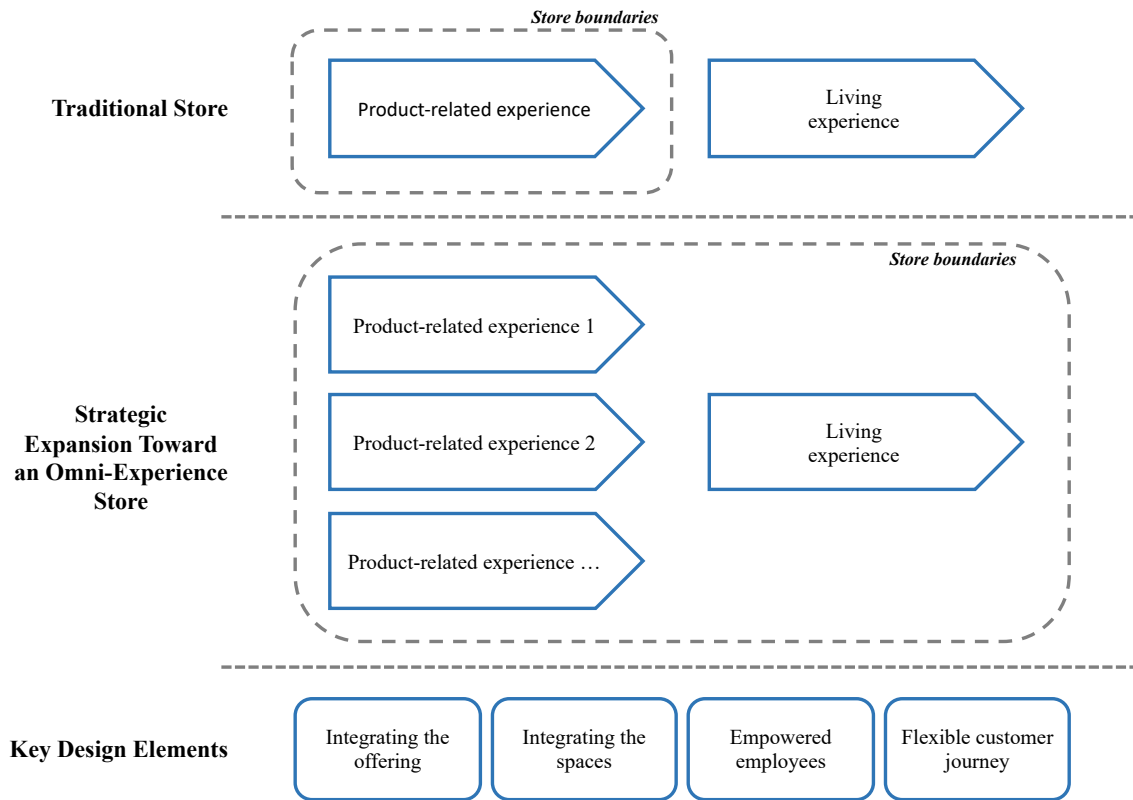 Store boundaries
Traditional Store
Product-related experience
Living
experience
Store boundaries
Product-related experience 1
Strategic
Expansion Toward
an Omni-Experience
Store
Product-related experience 2
Living
experience
Product-related experience …
Key Design Elements
Integrating the
offering
Integrating the
spaces
Empowered
employees
Flexible customer
journey